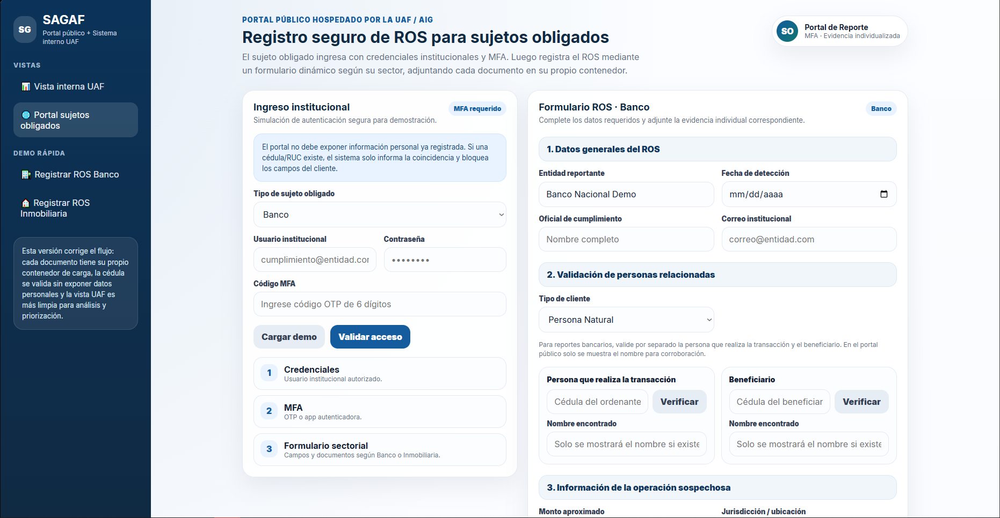 SG
SAGAF
Portal público + Sistema
interno UAF
VISTAS
Vista interna UAF
Portal sujetos
obligados
DEMO RÁPIDA
Registrar ROS Banco
Registrar ROS
Inmobiliaria
Esta versión corrige el flujo:
cada documento tiene su propio
contenedor de carga, la cédula
se valida sin exponer datos
personales y la vista UAF es
más limpia para análisis y
priorización.
PORTAL PÚBLICO HOSPEDADO POR LA UAF / AIG
Registro seguro de ROS para sujetos obligados
El sujeto obligado ingresa con credenciales institucionales y MFA. Luego registra el ROS mediante
un formulario dinámico según su sector, adjuntando cada documento en su propio contenedor.
SO
Portal de Reporte
MFA · Evidencia individualizada
Ingreso institucional
MFA requerido
Simulación de autenticación segura para demostración.
El portal no debe exponer información personal ya registrada. Si una
cédula/RUC existe, el sistema solo informa la coincidencia y bloquea
los campos del cliente.
Tipo de sujeto obligado
Banco
Usuario institucional
Contraseña
cumplimiento@entidad.cor
••••••••
Código MFA
Ingrese código OTP de 6 dígitos
Cargar demo
Validar acceso
1
Credenciales
Usuario institucional autorizado.
2
MFA
OTP o app autenticadora.
3
Formulario sectorial
Campos y documentos según Banco o Inmobiliaria.
Formulario ROS · Banco
Banco
Complete los datos requeridos y adjunte la evidencia individual correspondiente.
1. Datos generales del ROS
Entidad reportante
Fecha de detección
Banco Nacional Demo
mm/dd/aaaa
Oficial de cumplimiento
Correo institucional
Nombre completo
correo@entidad.com
2. Validación de personas relacionadas
Tipo de cliente
Persona Natural
Para reportes bancarios, valide por separado la persona que realiza la transacción y el beneficiario. En el portal
público solo se muestra el nombre para corroboración.
Persona que realiza la transacción
Cédula del ordenante
Verificar
Nombre encontrado
Solo se mostrará el nombre si existe
Beneficiario
Cédula del beneficiar
Verificar
Nombre encontrado
Solo se mostrará el nombre si existe
3. Información de la operación sospechosa
Monto aproximado
Jurisdicción / ubicación